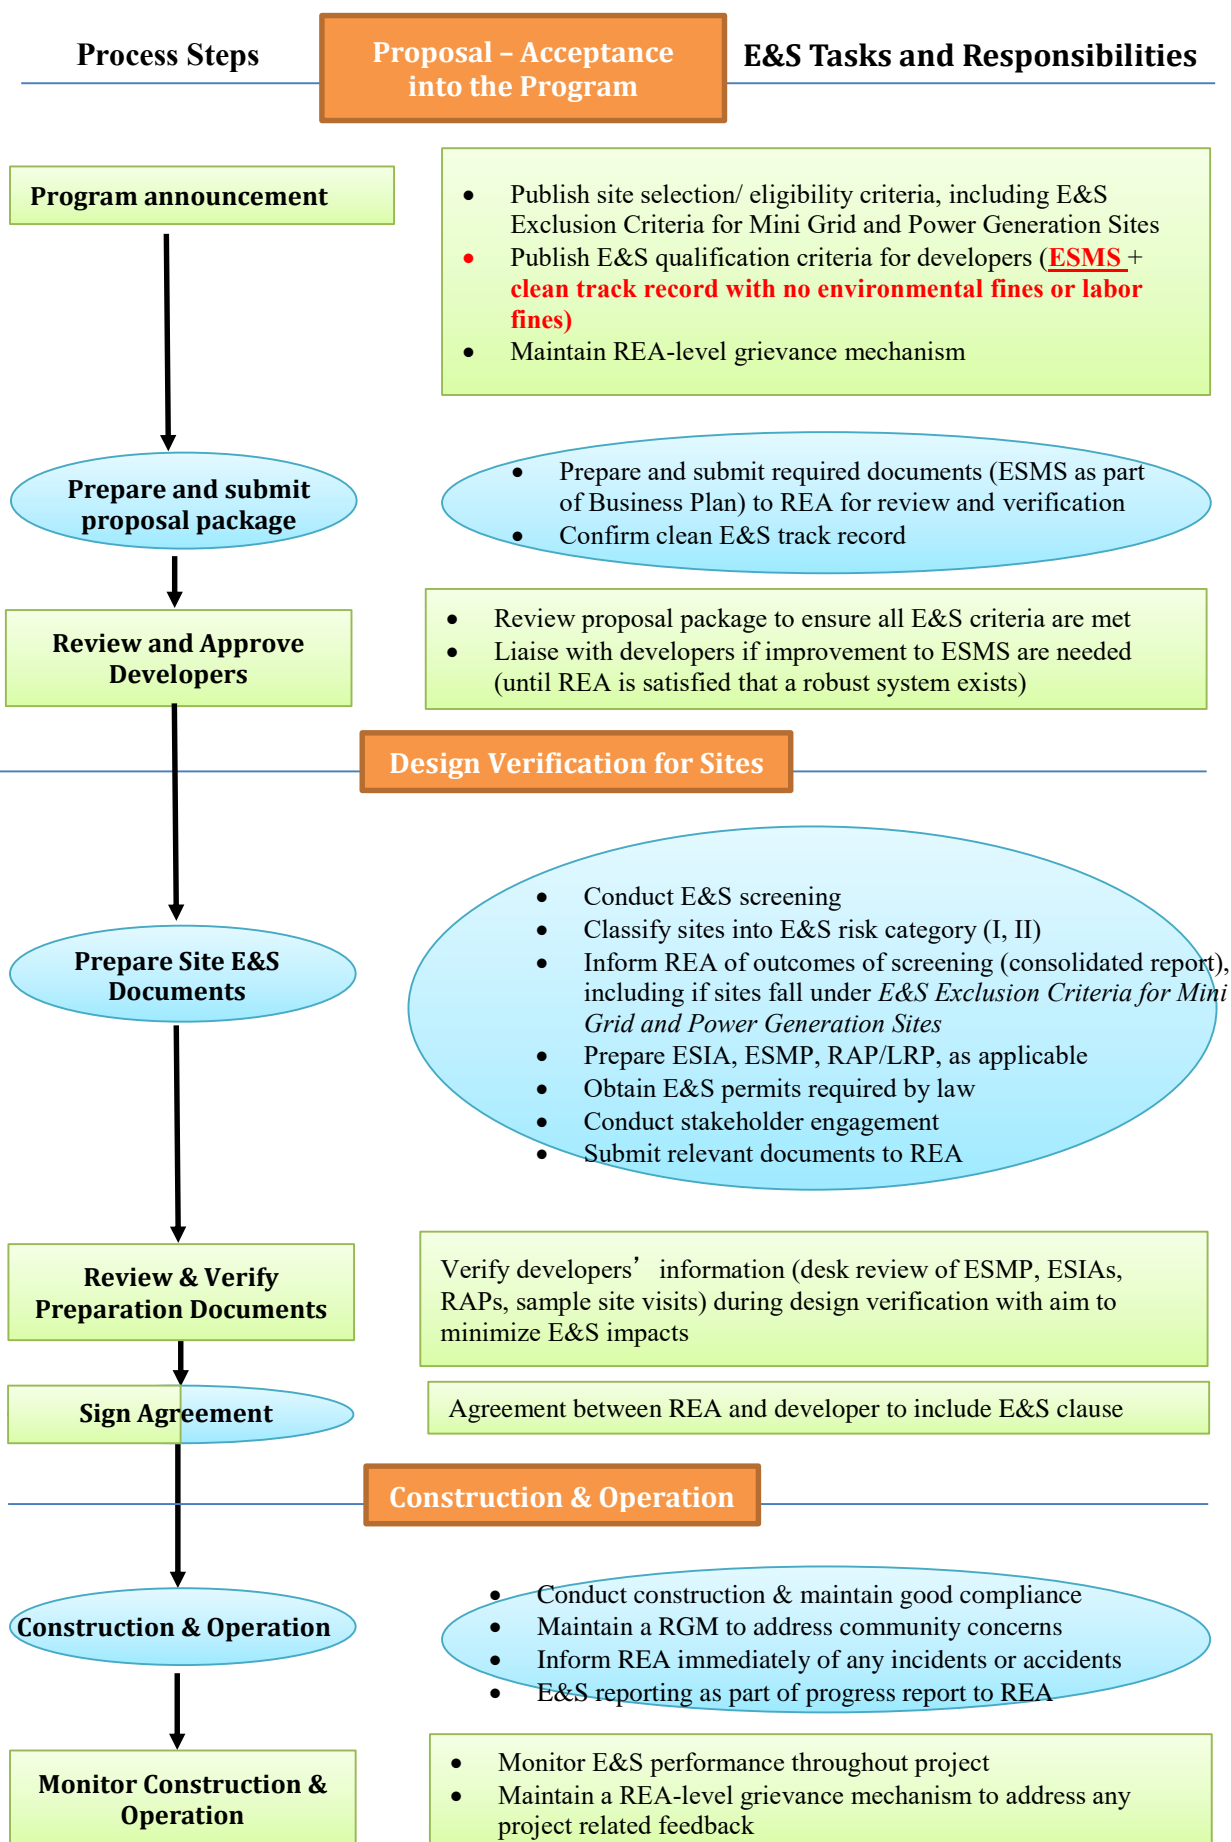 Process Steps
Proposal – Acceptance
into the Program
E&S Tasks and Responsibilities
Program announcement
• Publish site selection/ eligibility criteria, including E&S
Exclusion Criteria for Mini Grid and Power Generation Sites
• Publish E&S qualification criteria for developers (ESMS +
clean track record with no environmental fines or labor
fines)
• Maintain REA-level grievance mechanism
Prepare and submit
proposal package
• Prepare and submit required documents (ESMS as part
of Business Plan) to REA for review and verification
• Confirm clean E&S track record
Review and Approve
Developers
• Review proposal package to ensure all E&S criteria are met
• Liaise with developers if improvement to ESMS are needed
(until REA is satisfied that a robust system exists)
Design Verification for Sites
Prepare Site E&S
Documents
• Conduct E&S screening
• Classify sites into E&S risk category (I, II)
• Inform REA of outcomes of screening (consolidated report),
including if sites fall under E&S Exclusion Criteria for Mini
Grid and Power Generation Sites
• Prepare ESIA, ESMP, RAP/LRP, as applicable
• Obtain E&S permits required by law
• Conduct stakeholder engagement
• Submit relevant documents to REA
Review & Verify
Preparation Documents
Verify developers’ information (desk review of ESMP, ESIAs,
RAPs, sample site visits) during design verification with aim to
minimize E&S impacts
Sign Agreement
Agreement between REA and developer to include E&S clause
Construction & Operation
Construction & Operation
• Conduct construction & maintain good compliance
• Maintain a RGM to address community concerns
• Inform REA immediately of any incidents or accidents
• E&S reporting as part of progress report to REA
Monitor Construction &
Operation
• Monitor E&S performance throughout project
• Maintain a REA-level grievance mechanism to address any
project related feedback